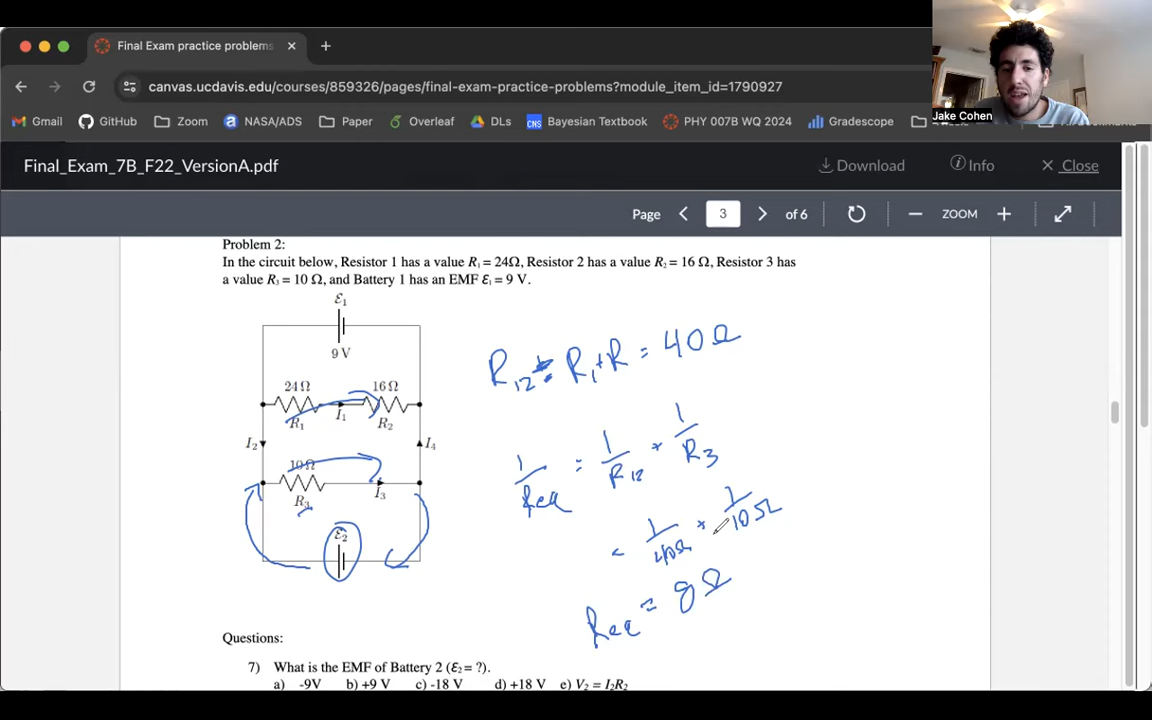 Final Exam practice problems
canvas.ucdavis.edu/courses/859326/pages/final-exam-practice-problems?module_item_id=1790927
Jake Cohen
Gmail GitHub Zoom NASA/ADS Paper Overleaf DLs Bayesian Textbook PHY 007B WQ 2024 Gradescope
Final_Exam_7B_F22_VersionA.pdf Download Info Close
Page 3 of 6 ZOOM
Problem 2:
In the circuit below, Resistor 1 has a value R₁ = 24Ω, Resistor 2 has a value R₂ = 16 Ω, Resistor 3 has
a value R₃ = 10 Ω, and Battery 1 has an EMF ℰ₁ = 9 V.
ℰ₁
9 V
24Ω 16Ω
R₁ I₁ R₂
I₂ I₄
10Ω
R₃ I₃
ℰ₂
R₁₂ = R₁ + R = 40Ω
1/Req = 1/R₁₂ + 1/R₃
= 1/40Ω + 1/10Ω
Req = 8Ω
Questions:
7) What is the EMF of Battery 2 (ℰ₂ = ?).
a) -9V b) +9 V c) -18 V d) +18 V e) V₂ = I₂R₂